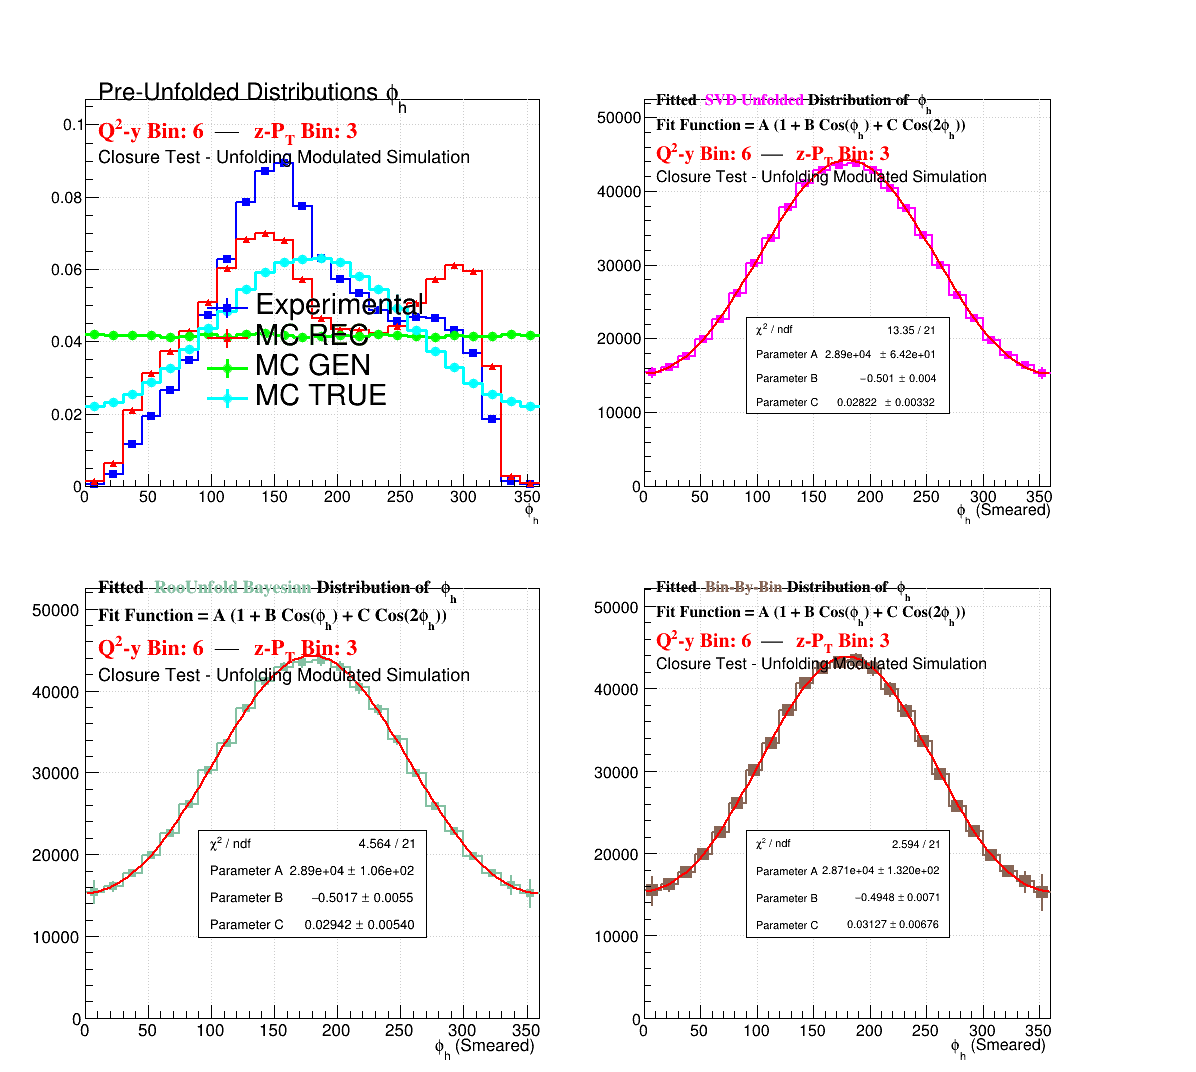 Pre-Unfolded Distributions ϕh
Q²-y Bin: 6 — z-PT Bin: 3
Closure Test - Unfolding Modulated Simulation
0.1
0.08
0.06
0.04
0.02
0
Experimental
MC REC
MC GEN
MC TRUE
0 50 100 150 200 250 300 350
ϕh
Fitted SVD Unfolded Distribution of ϕh
Fit Function = A (1 + B Cos(ϕh) + C Cos(2ϕh))
Q²-y Bin: 6 — z-PT Bin: 3
Closure Test - Unfolding Modulated Simulation
50000
40000
30000
20000
10000
0
χ² / ndf 13.35 / 21
Parameter A 2.89e+04 ± 6.42e+01
Parameter B −0.501 ± 0.004
Parameter C 0.02822 ± 0.00332
0 50 100 150 200 250 300 350
ϕh (Smeared)
Fitted RooUnfold Bayesian Distribution of ϕh
Fit Function = A (1 + B Cos(ϕh) + C Cos(2ϕh))
Q²-y Bin: 6 — z-PT Bin: 3
Closure Test - Unfolding Modulated Simulation
50000
40000
30000
20000
10000
0
χ² / ndf 4.564 / 21
Parameter A 2.89e+04 ± 1.06e+02
Parameter B −0.5017 ± 0.0055
Parameter C 0.02942 ± 0.00540
0 50 100 150 200 250 300 350
ϕh (Smeared)
Fitted Bin-By-Bin Distribution of ϕh
Fit Function = A (1 + B Cos(ϕh) + C Cos(2ϕh))
Q²-y Bin: 6 — z-PT Bin: 3
Closure Test - Unfolding Modulated Simulation
50000
40000
30000
20000
10000
0
χ² / ndf 2.594 / 21
Parameter A 2.871e+04 ± 1.320e+02
Parameter B −0.4948 ± 0.0071
Parameter C 0.03127 ± 0.00676
0 50 100 150 200 250 300 350
ϕh (Smeared)